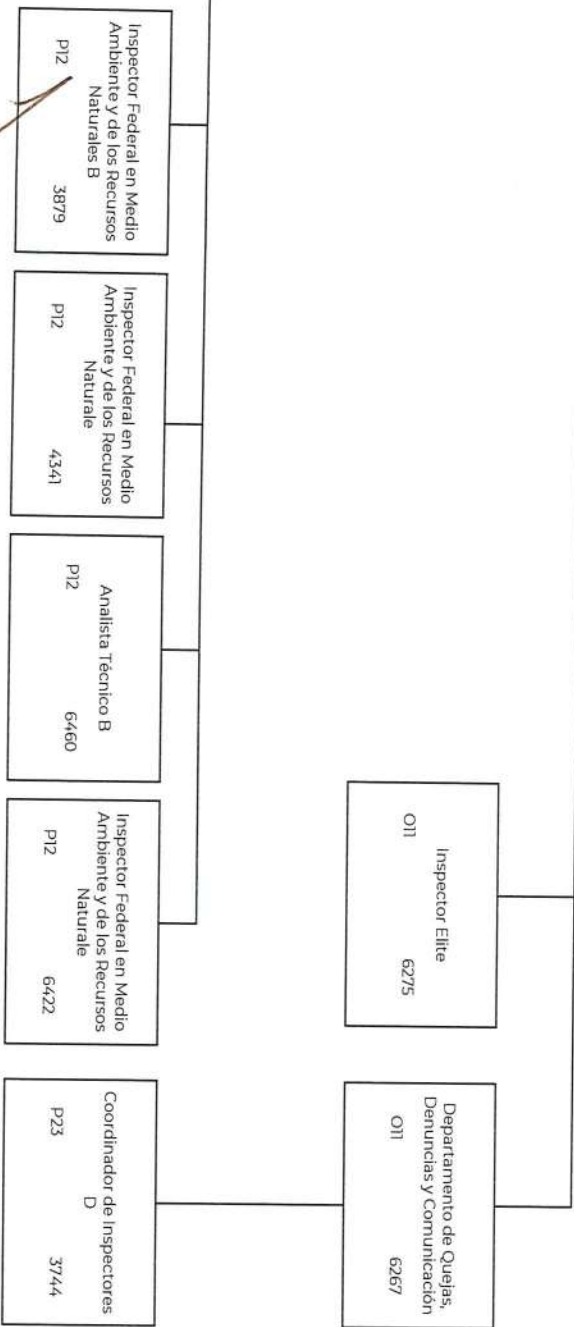 Inspector Elite
O11 6275
Departamento de Quejas,
Denuncias y Comunicación
O11 6267
Inspector Federal en Medio
Ambiente y de los Recursos
Naturales B
P12 3879
Inspector Federal en Medio
Ambiente y de los Recursos
Naturale
P12 4341
Analista Técnico B
P12 6460
Inspector Federal en Medio
Ambiente y de los Recursos
Naturale
P12 6422
Coordinador de Inspectores
D
P23 3744